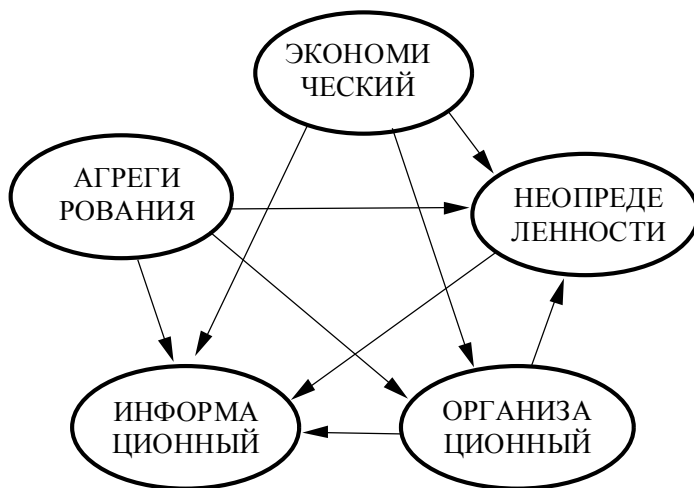 ЭКОНОМИ
ЧЕСКИЙ
АГРЕГИ
РОВАНИЯ
НЕОПРЕДЕ
ЛЕННОСТИ
ИНФОРМА
ЦИОННЫЙ
ОРГАНИЗА
ЦИОННЫЙ